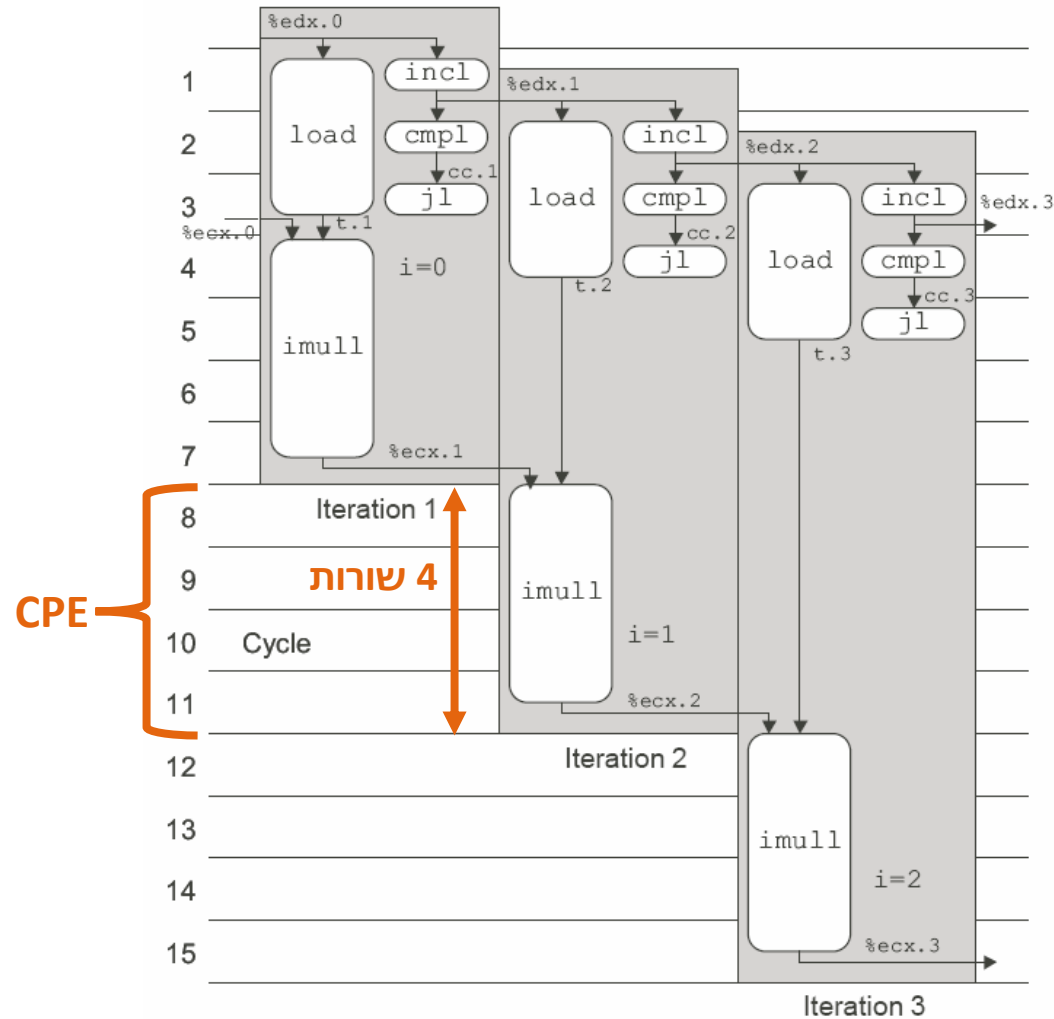 %edx.0
1
incl
%edx.1
load
2
cmpl
incl
%edx.2
cc.1
load
3
jl
cmpl
incl
%edx.3
t.1
%ecx.0
cc.2
load
4
i=0
jl
cmpl
t.2
cc.3
5
imull
jl
t.3
6
7
%ecx.1
8
Iteration 1
9
4 שורות
imull
CPE
10
Cycle
i=1
11
%ecx.2
12
Iteration 2
13
imull
14
i=2
15
%ecx.3
Iteration 3